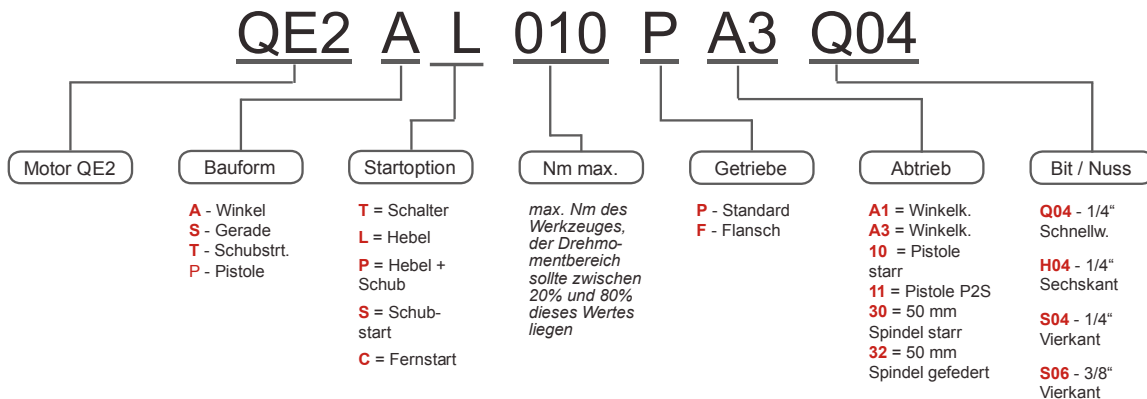 QE2 A L 010 P A3 Q04
Motor QE2
Bauform
A - Winkel
S - Gerade
T - Schubstrt.
P - Pistole
Startoption
T = Schalter
L = Hebel
P = Hebel +
Schub
S = Schub-
start
C = Fernstart
Nm max.
max. Nm des
Werkzeuges,
der Drehmo-
mentbereich
sollte zwischen
20% und 80%
dieses Wertes
liegen
Getriebe
P - Standard
F - Flansch
Abtrieb
A1 = Winkelk.
A3 = Winkelk.
10 = Pistole
starr
11 = Pistole P2S
30 = 50 mm
Spindel starr
32 = 50 mm
Spindel gefedert
Bit / Nuss
Q04 - 1/4“
Schnellw.
H04 - 1/4“
Sechskant
S04 - 1/4“
Vierkant
S06 - 3/8“
Vierkant